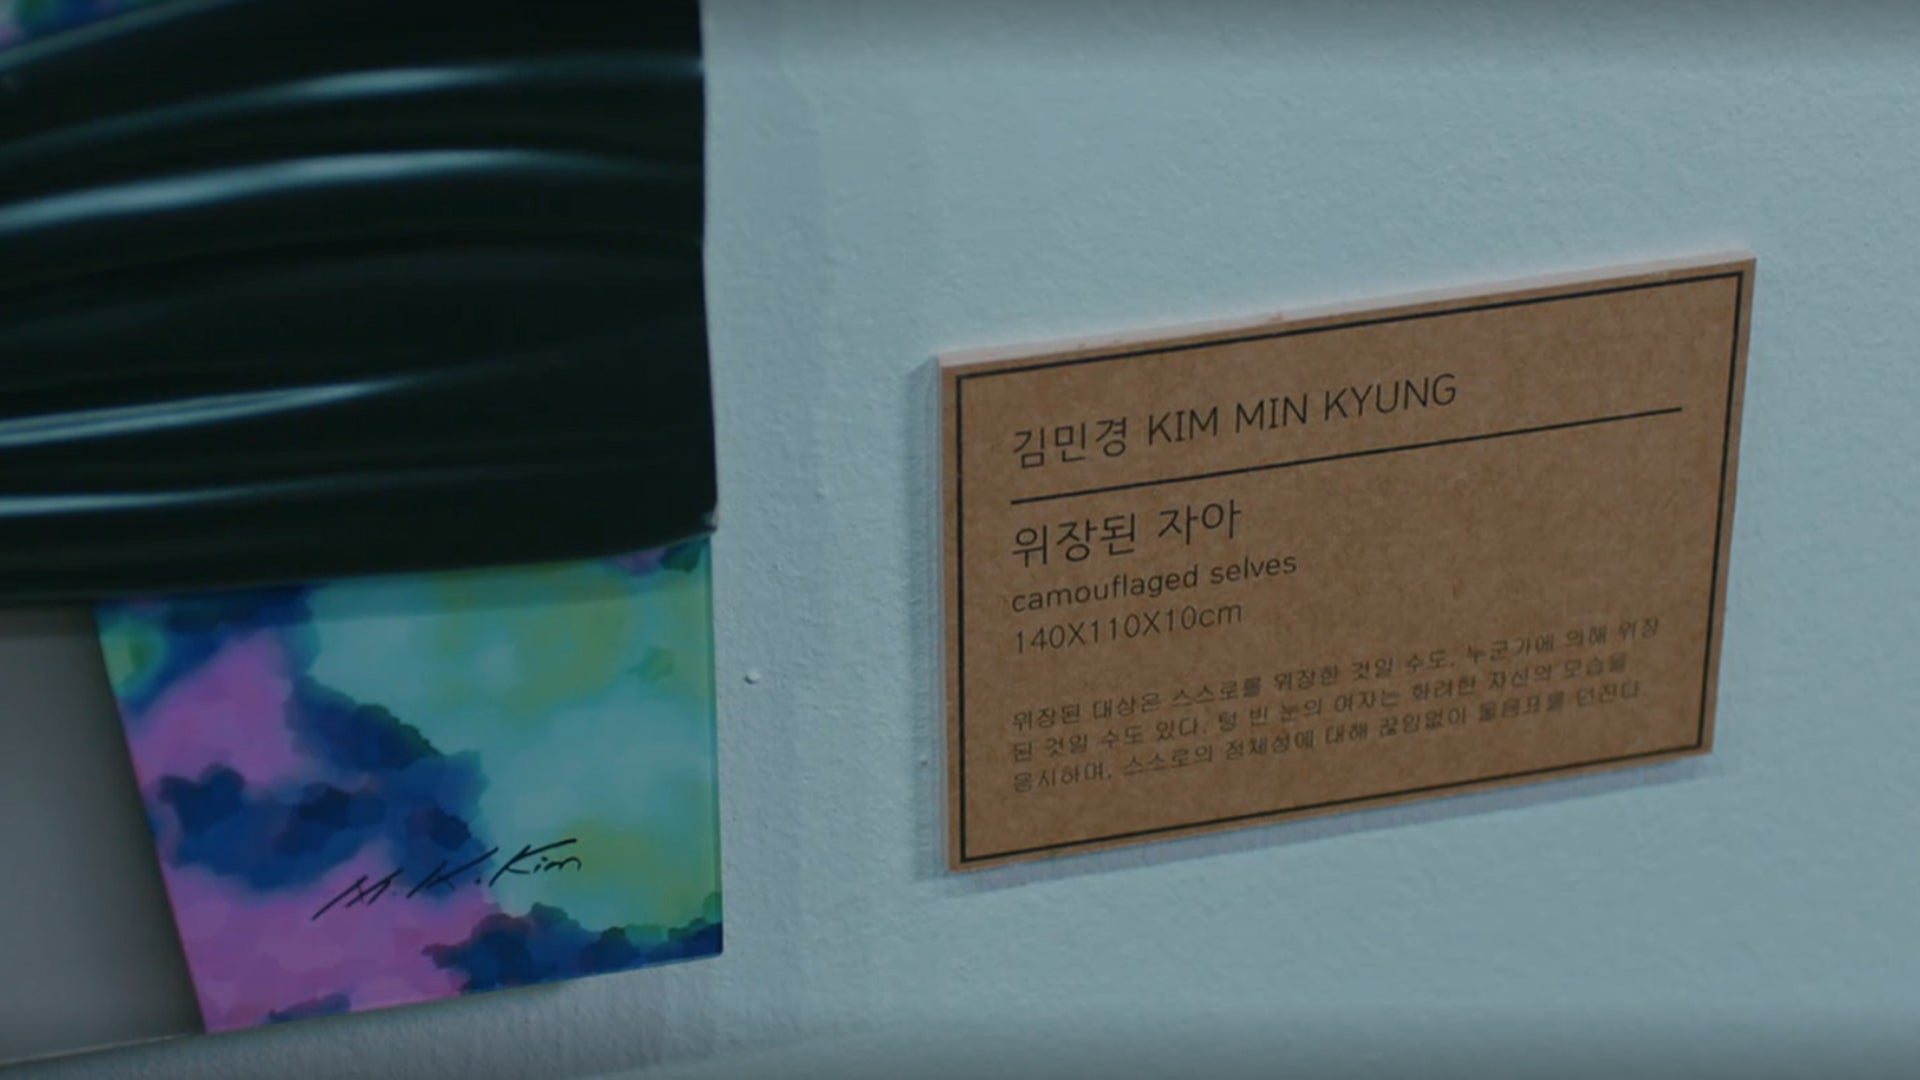 김민경 KIM MIN KYUNG
위장된 자아
camouflaged selves
140X110X10cm
위장된 대상은 스스로를 위장한 것일 수도, 누군가에 의해 위장
된 것일 수도 있다. 텅 빈 눈의 여자는 화려한 자신의 모습을
응시하며, 스스로의 정체성에 대해 끊임없이 물음표를 던진다.
M.K.Kim